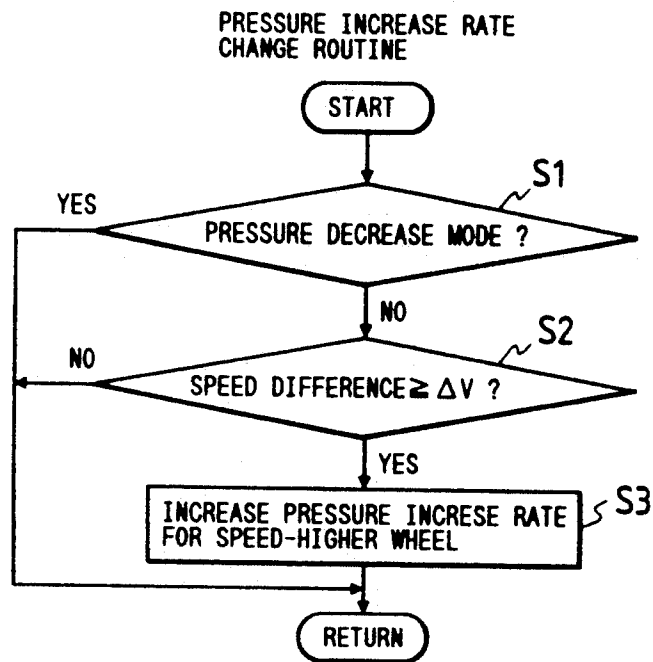 PRESSURE INCREASE RATE
CHANGE ROUTINE
START
S1
YES
PRESSURE DECREASE MODE ?
NO
S2
NO
SPEED DIFFERENCE ≧ ΔV ?
YES
S3
INCREASE PRESSURE INCRESE RATE
FOR SPEED-HIGHER WHEEL
RETURN